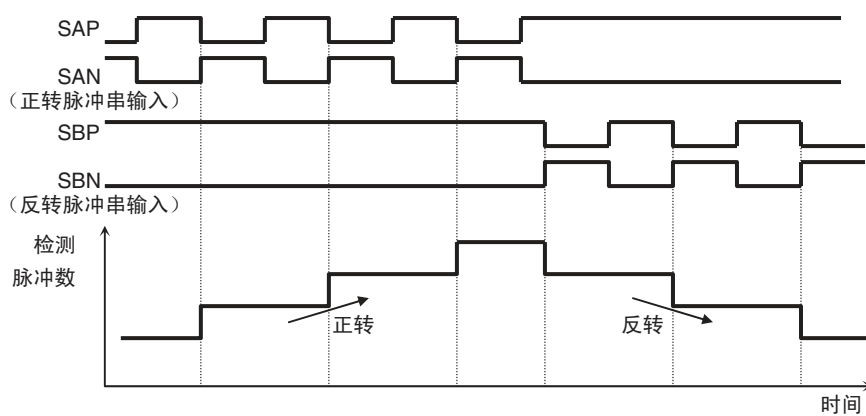 SAP
SAN
（正转脉冲串输入）
SBP
SBN
（反转脉冲串输入）
检测
脉冲数
正转
反转
时间